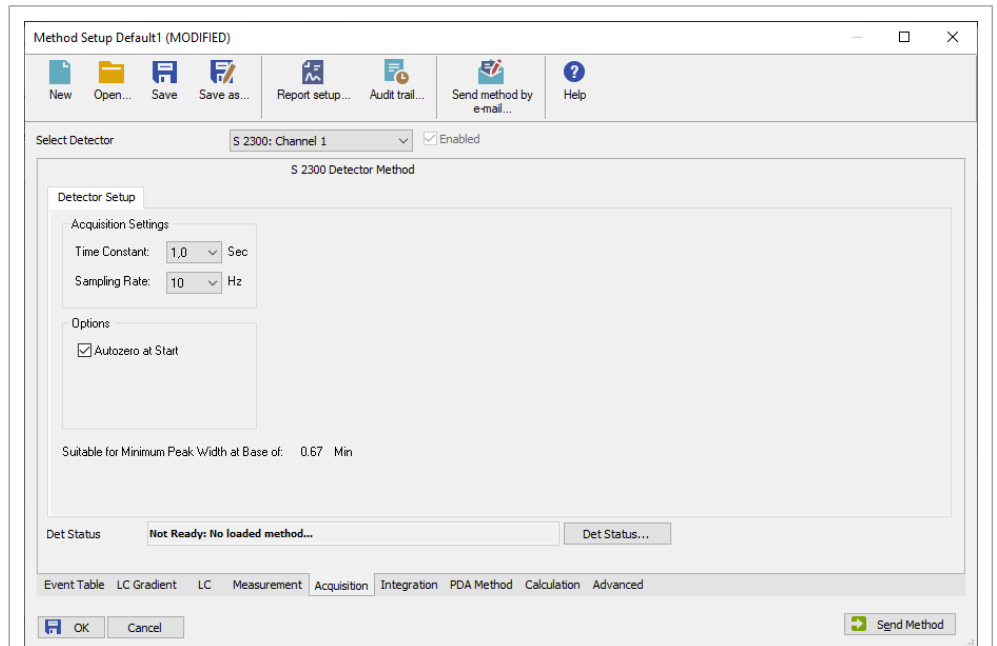 Method Setup Default1 (MODIFIED)
New Open... Save Save as... Report setup... Audit trail... Send method by e-mail... Help
Select Detector S 2300: Channel 1 Enabled
S 2300 Detector Method
Detector Setup
Acquisition Settings
Time Constant: 1,0 Sec
Sampling Rate: 10 Hz
Options
Autozero at Start
Suitable for Minimum Peak Width at Base of: 0.67 Min
Det Status Not Ready: No loaded method... Det Status...
Event Table LC Gradient LC Measurement Acquisition Integration PDA Method Calculation Advanced
OK Cancel Send Method